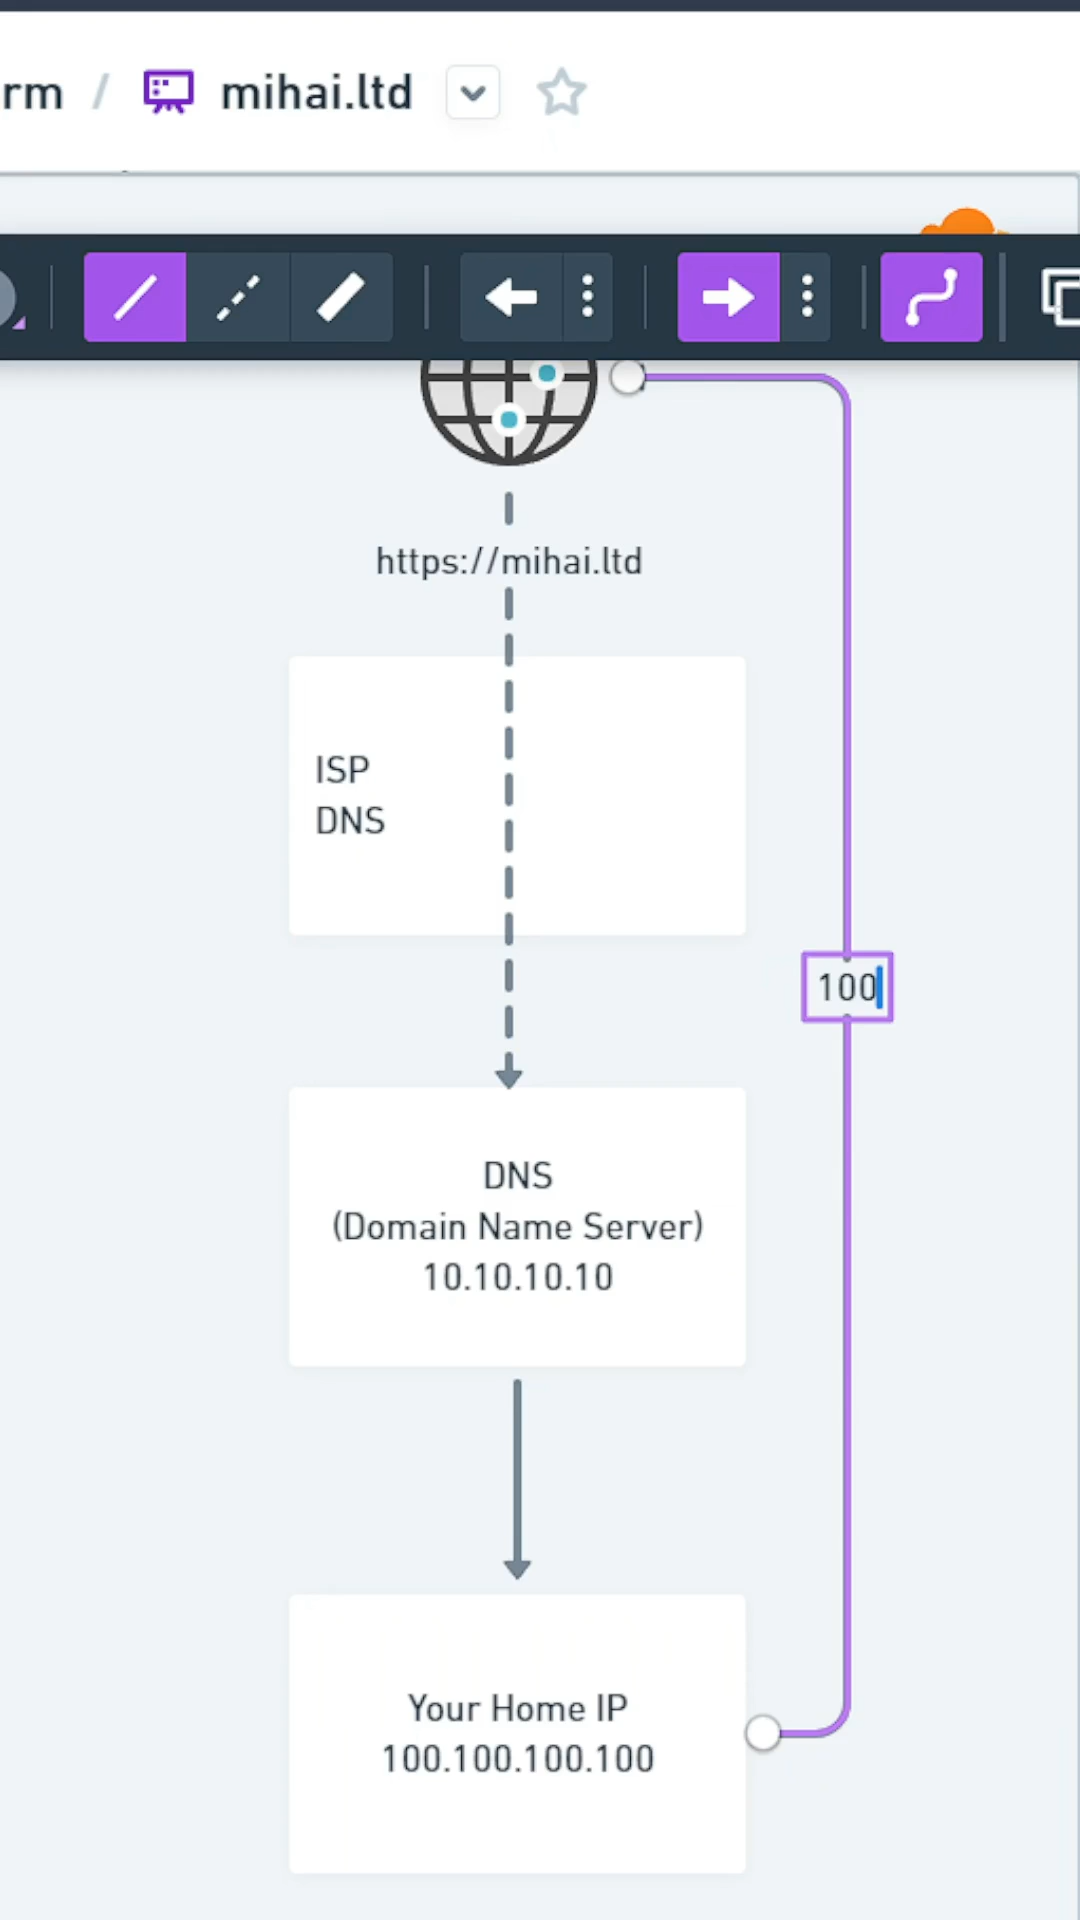 rm / mihai.ltd
https://mihai.ltd
ISP
DNS
100
DNS
(Domain Name Server)
10.10.10.10
Your Home IP
100.100.100.100